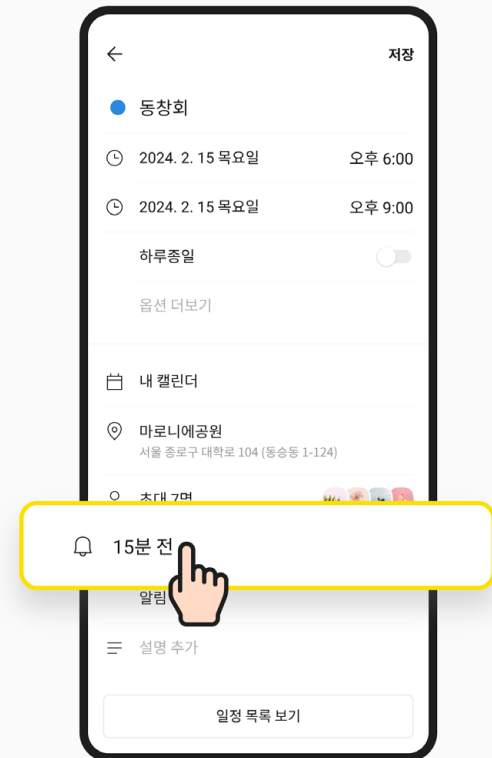 저장
동창회
2024. 2. 15 목요일 오후 6:00
2024. 2. 15 목요일 오후 9:00
하루종일
옵션 더보기
내 캘린더
마로니에공원
서울 종로구 대학로 104 (동숭동 1-124)
초대 7명
15분 전
알림
설명 추가
일정 목록 보기